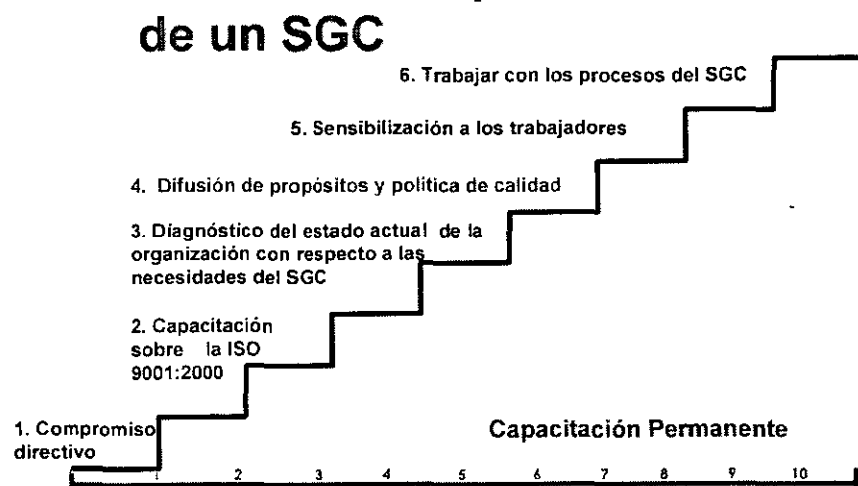 de un SGC
6. Trabajar con los procesos del SGC
5. Sensibilización a los trabajadores
4. Difusión de propósitos y política de calidad
3. Diagnóstico del estado actual de la
organización con respecto a las
necesidades del SGC
2. Capacitación
sobre la ISO
9001:2000
1. Compromiso
directivo
Capacitación Permanente
1 2 3 4 5 6 7 8 9 10